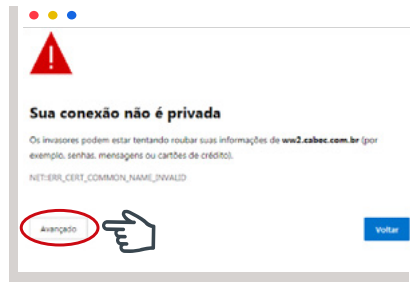 Sua conexão não é privada
Os invasores podem estar tentando roubar suas informações de ww2.cabec.com.br (por
exemplo, senhas, mensagens ou cartões de crédito).
NET::ERR_CERT_COMMON_NAME_INVALID
Avançado
Voltar